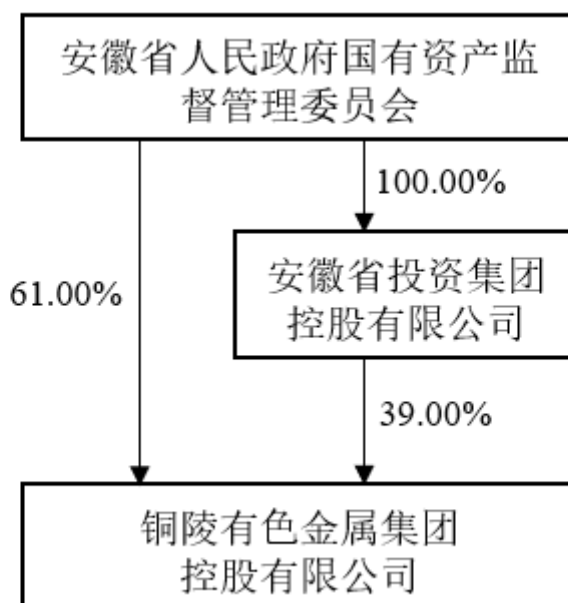 安徽省人民政府国有资产监
督管理委员会
100.00%
61.00%
安徽省投资集团
控股有限公司
39.00%
铜陵有色金属集团
控股有限公司